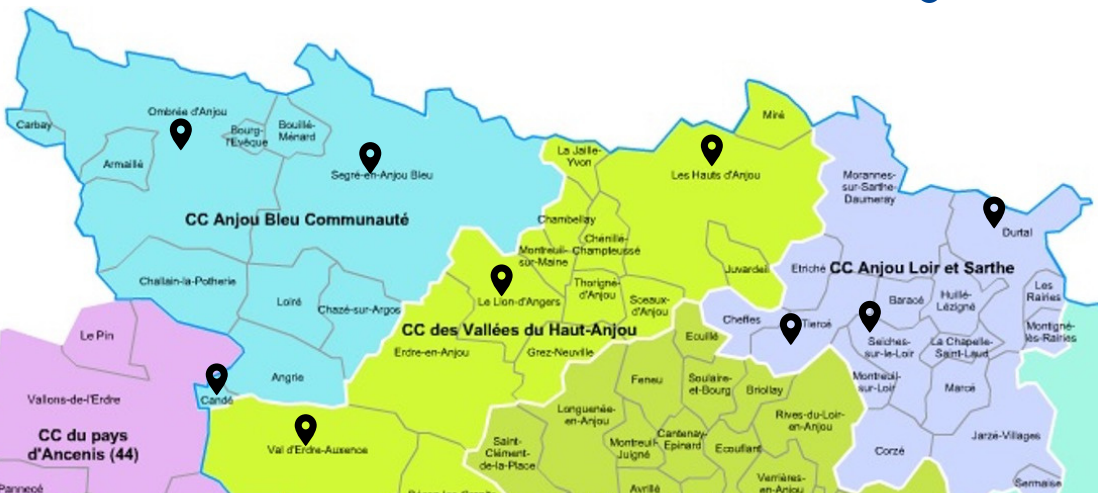 Miré
Ombrée d'Anjou
Carbay
Bourg-
l'Evêque
Bouillé-
Ménard
Armaillé
La Jaille-
Yvon
Segré-en-Anjou Bleu
Les Hauts d'Anjou
Morannes-
sur-Sarthe-
Daumeray
CC Anjou Bleu Communauté
Chambellay
Durtal
Chenillé-
Champteussé
Montreuil-
sur-Maine
Juvardeil
Etriché
CC Anjou Loir et Sarthe
Challain-la-Potherie
Loiré
Chazé-sur-Argos
Le Lion-d'Angers
Thorigné-
d'Anjou
Sceaux-
d'Anjou
Baracé
Huillé-
Lézigné
Les
Rairies
Cheffes
Tiercé
CC des Vallées du Haut-Anjou
Le Pin
Ecuillé
Seiches-
sur-le-Loir
La Chapelle-
Saint-Laud
Montigné-
lès-Rairies
Erdre-en-Anjou
Grez-Neuville
Angrie
Feneu
Soulaire-
et-Bourg
Briollay
Montreuil-
sur-Loir
Marcé
Vallons-de-l'Erdre
Candé
Longuenée-
en-Anjou
Rives-du-Loir-
en-Anjou
CC du pays
d'Ancenis (44)
Val d'Erdre-Auxence
Saint-
Clément-
de-la-Place
Montreuil-
Juigné
Cantenay-
Epinard
Ecouflant
Corzé
Jarzé-Villages
Verrières-
en-Anjou
Sermaise
Avrillé
Pannecé